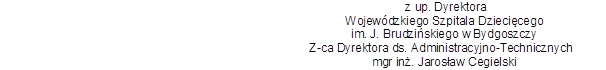 z up. Dyrektora
Wojewódzkiego Szpitala Dziecięcego
im. J. Brudzińskiego w Bydgoszczy
Z-ca Dyrektora ds. Administracyjno-Technicznych
mgr inż. Jarosław Cegielski